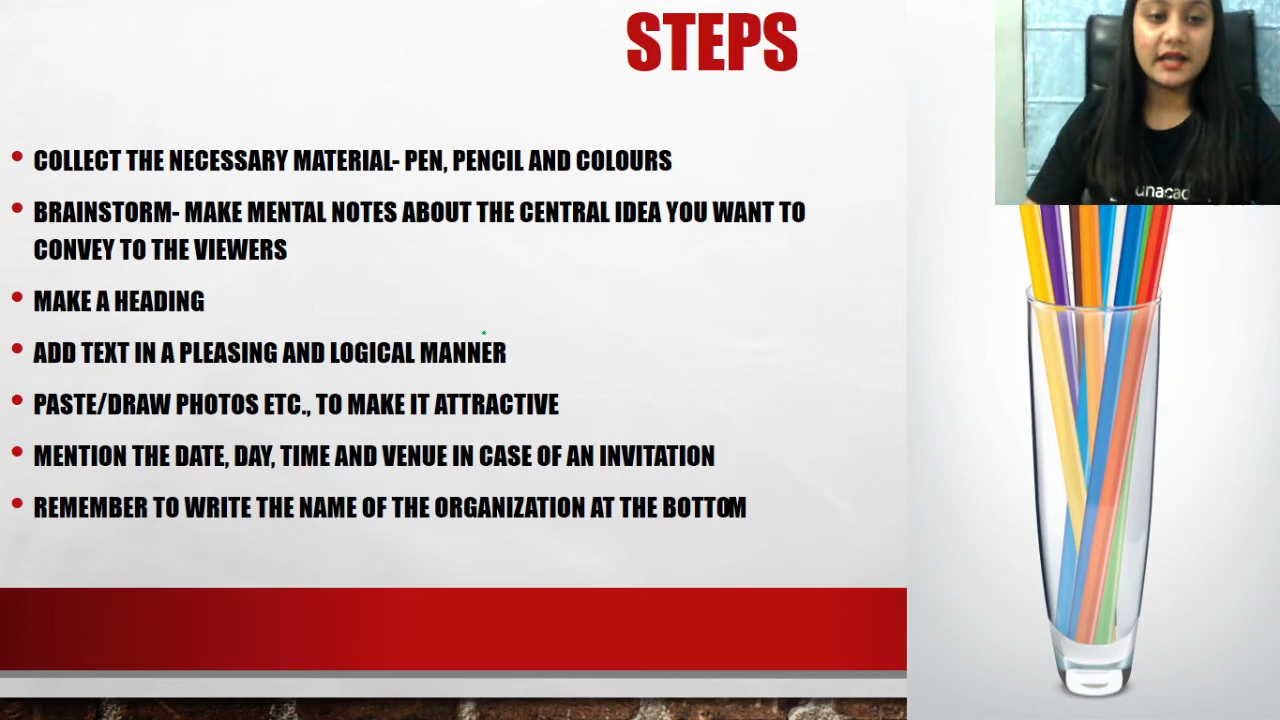 STEPS
COLLECT THE NECESSARY MATERIAL- PEN, PENCIL AND COLOURS
BRAINSTORM- MAKE MENTAL NOTES ABOUT THE CENTRAL IDEA YOU WANT TO
CONVEY TO THE VIEWERS
MAKE A HEADING
ADD TEXT IN A PLEASING AND LOGICAL MANNER
PASTE/DRAW PHOTOS ETC., TO MAKE IT ATTRACTIVE
MENTION THE DATE, DAY, TIME AND VENUE IN CASE OF AN INVITATION
REMEMBER TO WRITE THE NAME OF THE ORGANIZATION AT THE BOTTOM